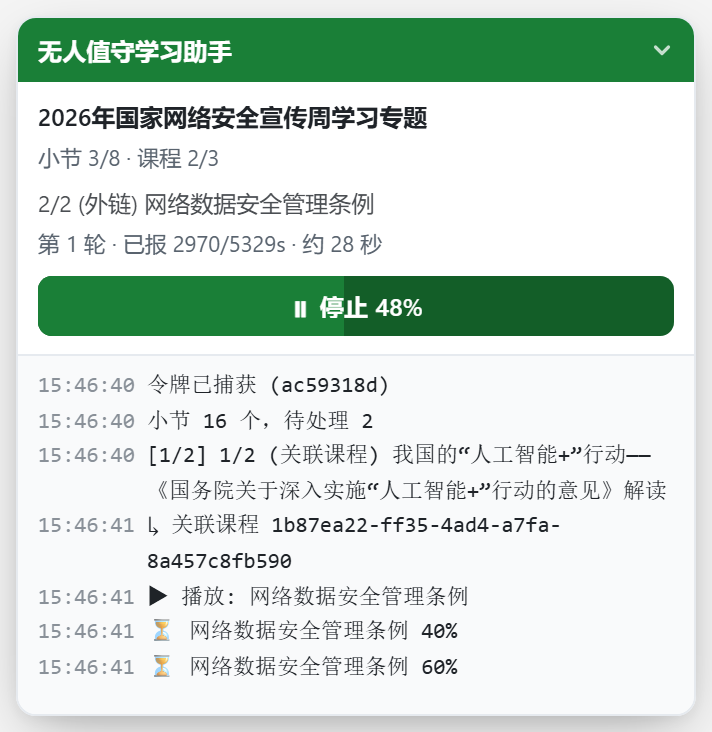 无人值守学习助手
2026年国家网络安全宣传周学习专题
小节 3/8 · 课程 2/3
2/2 (外链) 网络数据安全管理条例
第 1 轮 · 已报 2970/5329s · 约 28 秒
⏸ 停止 48%
15:46:40 令牌已捕获 (ac59318d)
15:46:40 小节 16 个，待处理 2
15:46:40 [1/2] 1/2 (关联课程) 我国的“人工智能+”行动——
《国务院关于深入实施“人工智能+”行动的意见》解读
15:46:41 ↳ 关联课程 1b87ea22-ff35-4ad4-a7fa-
8a457c8fb590
15:46:41 ▶ 播放: 网络数据安全管理条例
15:46:41 ⏳ 网络数据安全管理条例 40%
15:46:41 ⏳ 网络数据安全管理条例 60%